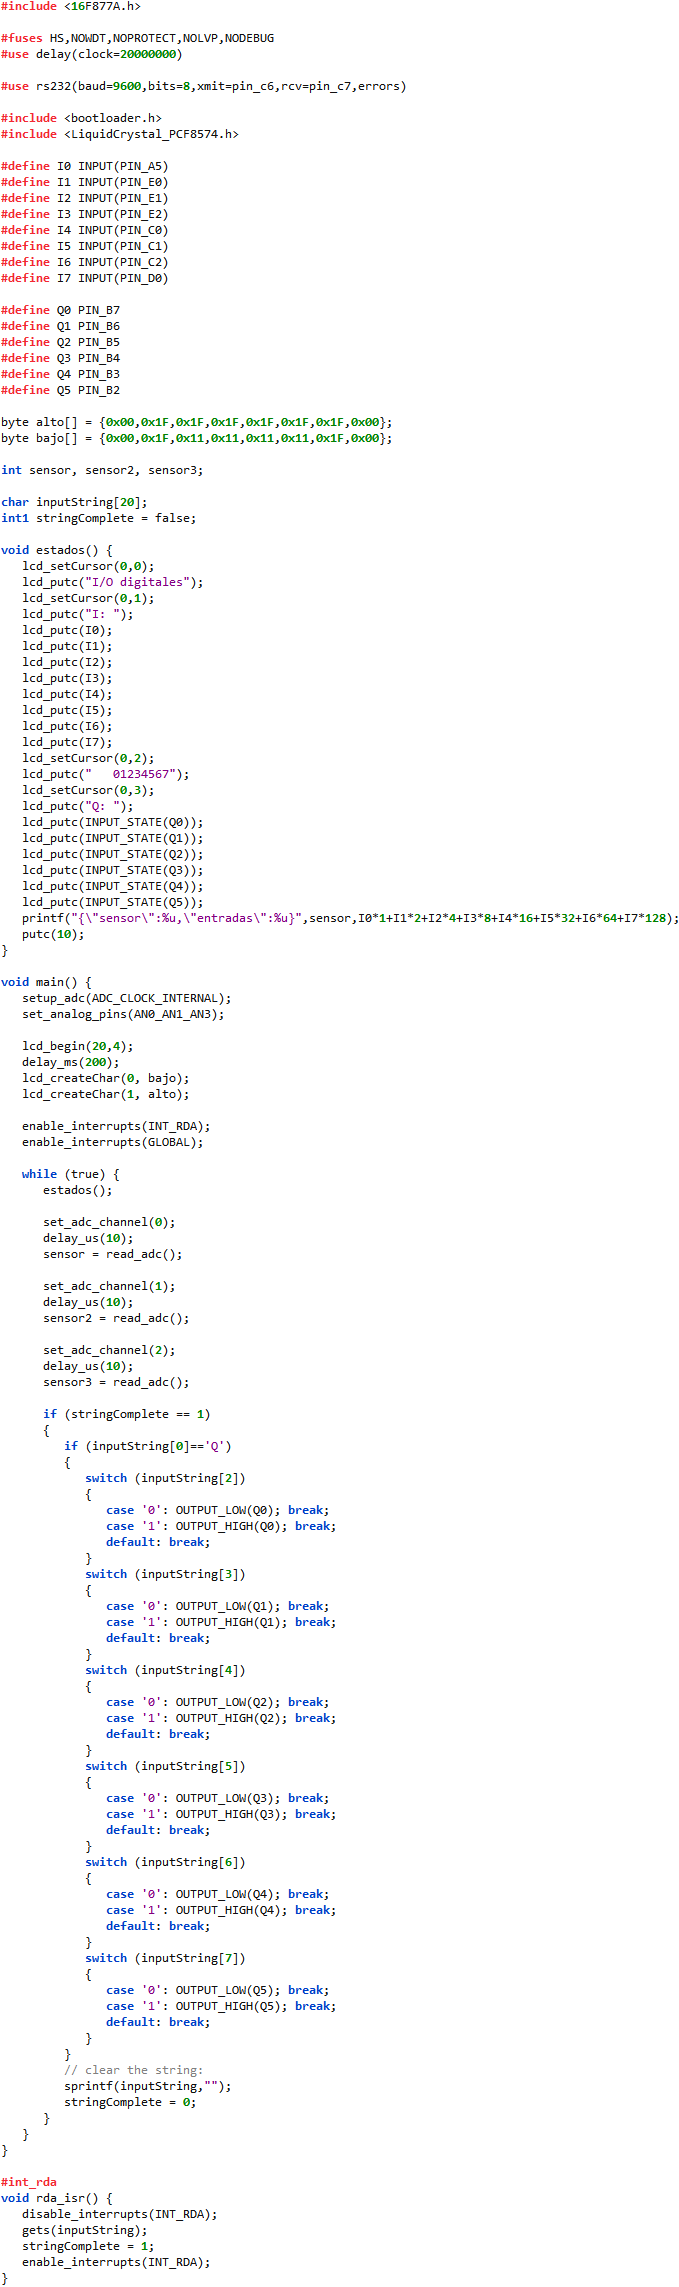 #include <16F877A.h>

#fuses HS,NOWDT,NOPROTECT,NOLVP,NODEBUG
#use delay(clock=20000000)

#use rs232(baud=9600,bits=8,xmit=pin_c6,rcv=pin_c7,errors)

#include <bootloader.h>
#include <LiquidCrystal_PCF8574.h>

#define I0 INPUT(PIN_A5)
#define I1 INPUT(PIN_E0)
#define I2 INPUT(PIN_E1)
#define I3 INPUT(PIN_E2)
#define I4 INPUT(PIN_C0)
#define I5 INPUT(PIN_C1)
#define I6 INPUT(PIN_C2)
#define I7 INPUT(PIN_D0)

#define Q0 PIN_B7
#define Q1 PIN_B6
#define Q2 PIN_B5
#define Q3 PIN_B4
#define Q4 PIN_B3
#define Q5 PIN_B2

byte alto[] = {0x00,0x1F,0x1F,0x1F,0x1F,0x1F,0x1F,0x00};
byte bajo[] = {0x00,0x1F,0x11,0x11,0x11,0x11,0x1F,0x00};

int sensor, sensor2, sensor3;

char inputString[20];
int1 stringComplete = false;

void estados() {
   lcd_setCursor(0,0);
   lcd_putc("I/O digitales");
   lcd_setCursor(0,1);
   lcd_putc("I: ");
   lcd_putc(I0);
   lcd_putc(I1);
   lcd_putc(I2);
   lcd_putc(I3);
   lcd_putc(I4);
   lcd_putc(I5);
   lcd_putc(I6);
   lcd_putc(I7);
   lcd_setCursor(0,2);
   lcd_putc("   01234567");
   lcd_setCursor(0,3);
   lcd_putc("Q: ");
   lcd_putc(INPUT_STATE(Q0));
   lcd_putc(INPUT_STATE(Q1));
   lcd_putc(INPUT_STATE(Q2));
   lcd_putc(INPUT_STATE(Q3));
   lcd_putc(INPUT_STATE(Q4));
   lcd_putc(INPUT_STATE(Q5));
   printf("{\"sensor\":%u,\"entradas\":%u}",sensor,I0*1+I1*2+I2*4+I3*8+I4*16+I5*32+I6*64+I7*128);
   putc(10);
}

void main() {
   setup_adc(ADC_CLOCK_INTERNAL);
   set_analog_pins(AN0_AN1_AN3);

   lcd_begin(20,4);
   delay_ms(200);
   lcd_createChar(0, bajo);
   lcd_createChar(1, alto);

   enable_interrupts(INT_RDA);
   enable_interrupts(GLOBAL);

   while (true) {
      estados();

      set_adc_channel(0);
      delay_us(10);
      sensor = read_adc();

      set_adc_channel(1);
      delay_us(10);
      sensor2 = read_adc();

      set_adc_channel(2);
      delay_us(10);
      sensor3 = read_adc();

      if (stringComplete == 1)
      {
         if (inputString[0]=='Q')
         {
            switch (inputString[2])
            {
               case '0': OUTPUT_LOW(Q0); break;
               case '1': OUTPUT_HIGH(Q0); break;
               default: break;
            }
            switch (inputString[3])
            {
               case '0': OUTPUT_LOW(Q1); break;
               case '1': OUTPUT_HIGH(Q1); break;
               default: break;
            }
            switch (inputString[4])
            {
               case '0': OUTPUT_LOW(Q2); break;
               case '1': OUTPUT_HIGH(Q2); break;
               default: break;
            }
            switch (inputString[5])
            {
               case '0': OUTPUT_LOW(Q3); break;
               case '1': OUTPUT_HIGH(Q3); break;
               default: break;
            }
            switch (inputString[6])
            {
               case '0': OUTPUT_LOW(Q4); break;
               case '1': OUTPUT_HIGH(Q4); break;
               default: break;
            }
            switch (inputString[7])
            {
               case '0': OUTPUT_LOW(Q5); break;
               case '1': OUTPUT_HIGH(Q5); break;
               default: break;
            }
         }
         // clear the string:
         sprintf(inputString,"");
         stringComplete = 0;
      }
   }
}

#int_rda
void rda_isr() {
   disable_interrupts(INT_RDA);
   gets(inputString);
   stringComplete = 1;
   enable_interrupts(INT_RDA);
}